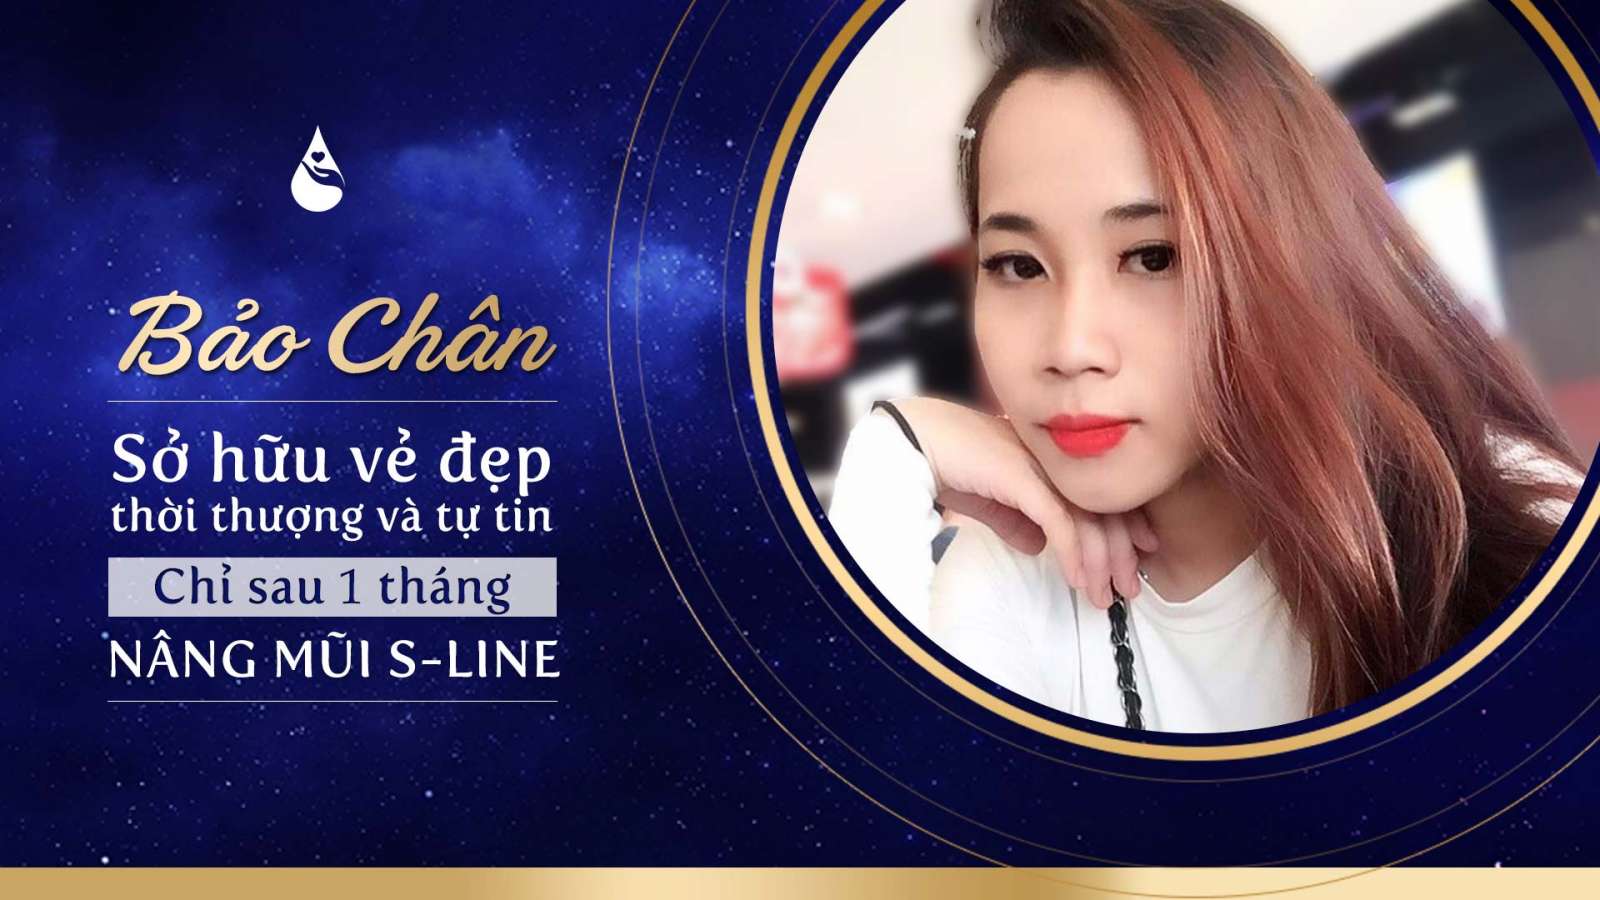 Bảo Chân
Sở hữu vẻ đẹp
thời thượng và tự tin
Chỉ sau 1 tháng
NÂNG MŨI S-LINE